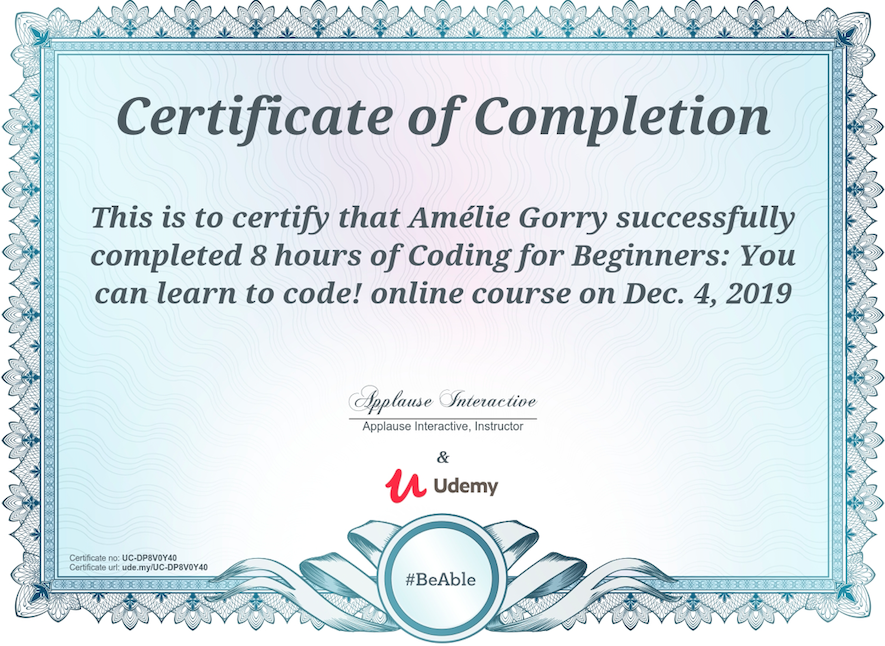 Certificate of Completion
This is to certify that Amélie Gorry successfully
completed 8 hours of Coding for Beginners: You
can learn to code! online course on Dec. 4, 2019
Applause Interactive
Applause Interactive, Instructor
&
Udemy
Certificate no: UC-DP8V0Y40
Certificate url: ude.my/UC-DP8V0Y40
#BeAble